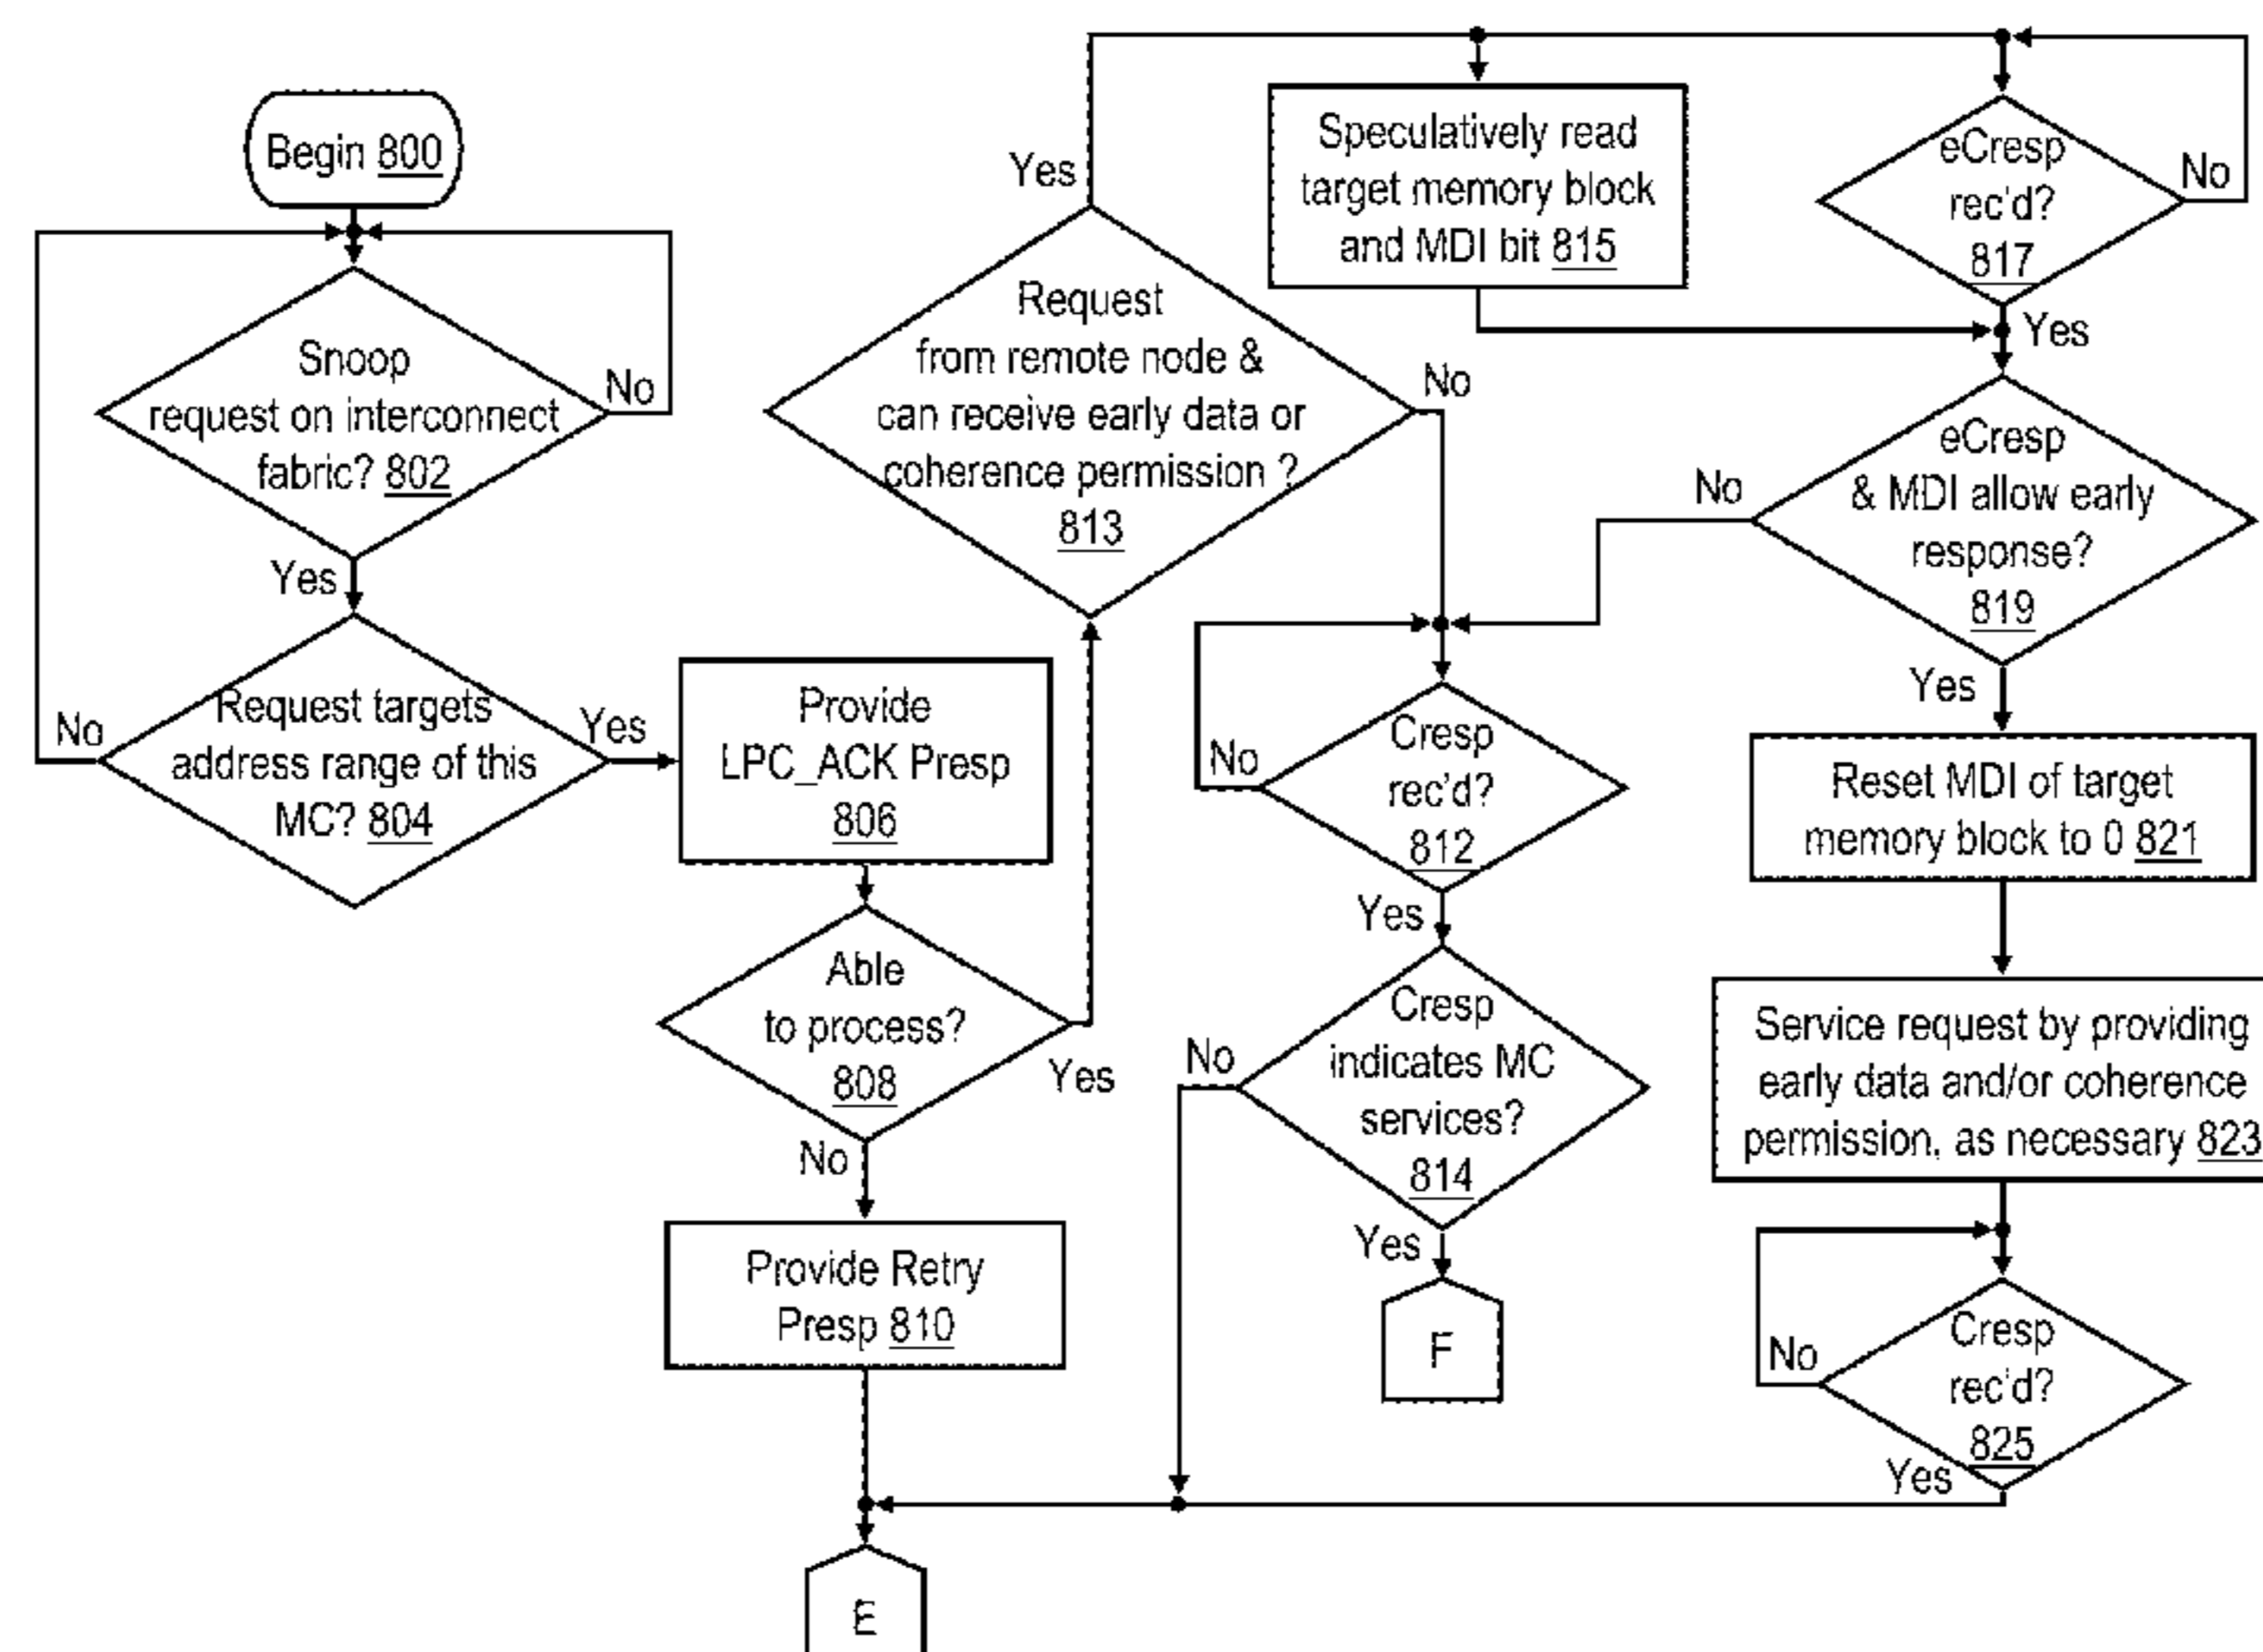 Begin 800
Snoop
request on interconnect
fabric? 802
No
Yes
Request targets
address range of this
MC? 804
No
Yes
Provide
LPC_ACK Presp
806
Able
to process?
808
Yes
No
Provide Retry
Presp 810
E
Request
from remote node &
can receive early data or
coherence permission ?
813
Yes
No
Speculatively read
target memory block
and MDI bit 815
eCresp
rec'd?
817
No
Yes
eCresp
& MDI allow early
response?
819
No
Yes
Cresp
rec'd?
812
No
Yes
Cresp
indicates MC
services?
814
No
Yes
F
Reset MDI of target
memory block to 0 821
Service request by providing
early data and/or coherence
permission, as necessary 823
Cresp
rec'd?
825
No
Yes